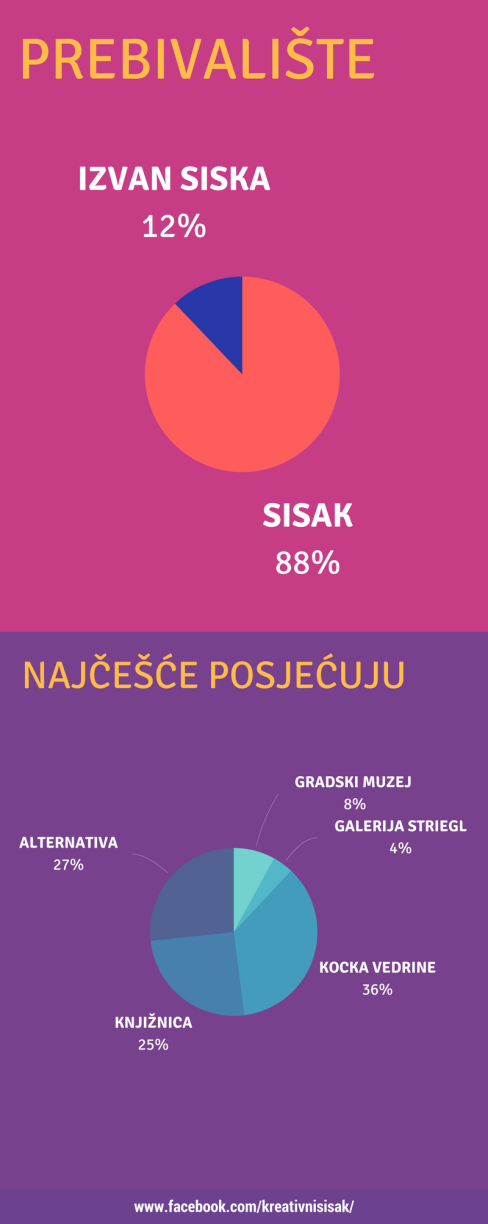 PREBIVALIŠTE
IZVAN SISKA
12%
SISAK
88%
NAJČEŠĆE POSJEĆUJU
GRADSKI MUZEJ
8%
GALERIJA STRIEGL
4%
ALTERNATIVA
27%
KOCKA VEDRINE
36%
KNJIŽNICA
25%
www.facebook.com/kreativnisisak/